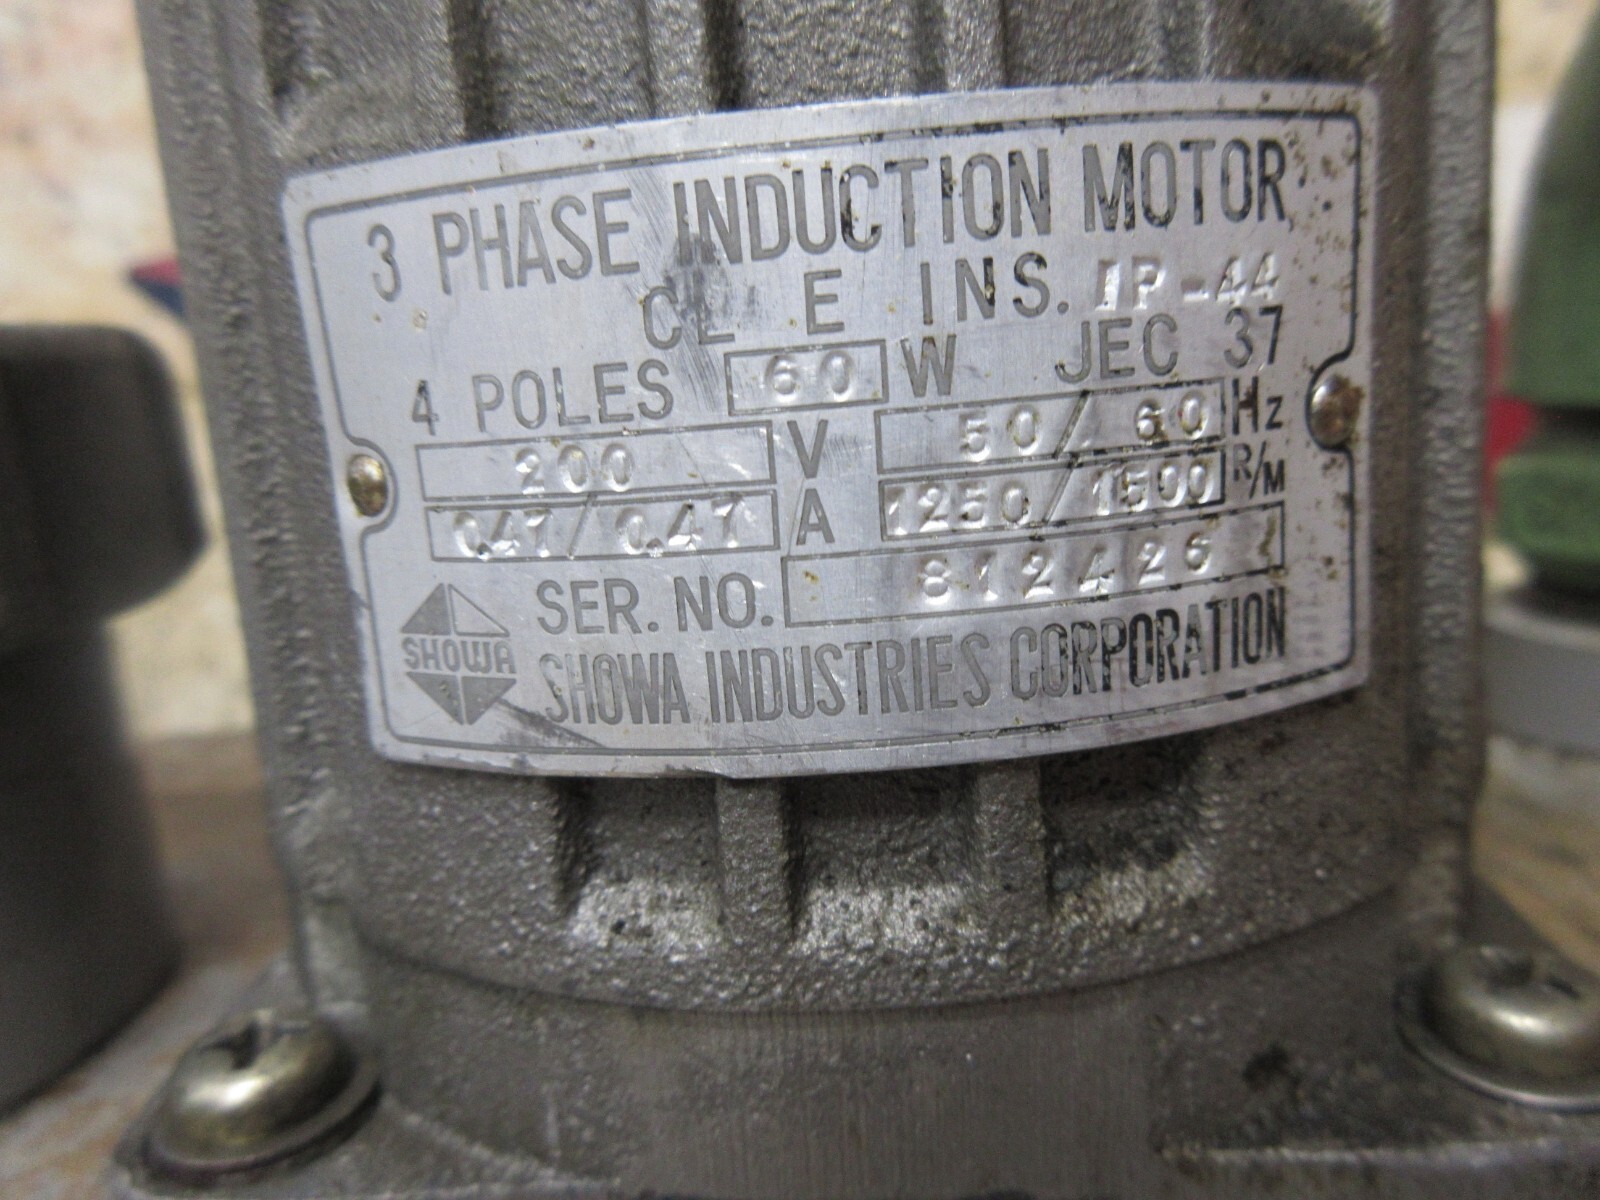 3 PHASE INDUCTION MOTOR
CL E INS. IP-44
4 POLES 60 W JEC 37
200 V 50/60 Hz
0.47/0.47 A 1250/1500 R/M
SER. NO. 812426
SHOWA
SHOWA INDUSTRIES CORPORATION